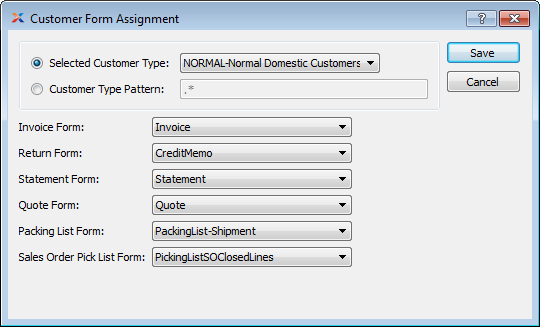 Customer Form Assignment
Selected Customer Type: NORMAL-Normal Domestic Customers
Save
Customer Type Pattern: .*
Cancel
Invoice Form: Invoice
Return Form: CreditMemo
Statement Form: Statement
Quote Form: Quote
Packing List Form: PackingList-Shipment
Sales Order Pick List Form: PickingListSOClosedLines